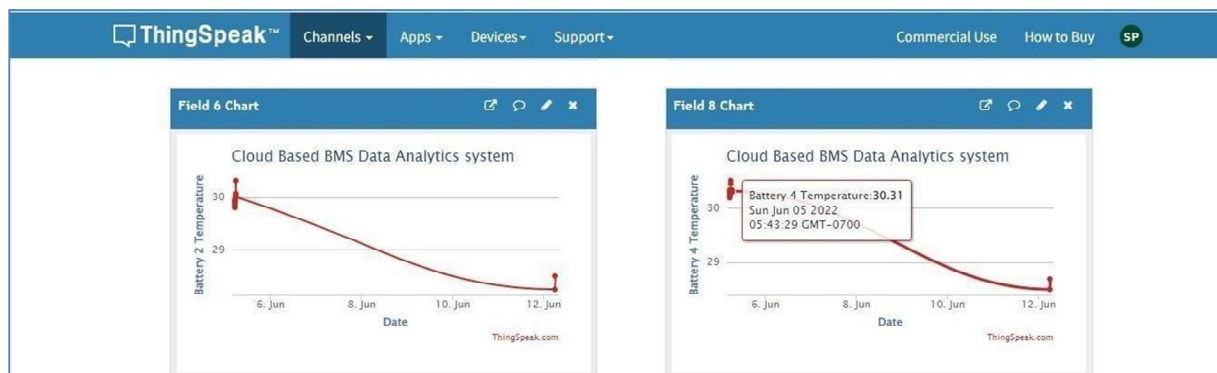 ThingSpeak™ Channels Apps Devices Support Commercial Use How to Buy SP
Field 6 Chart
Cloud Based BMS Data Analytics system
Battery 2 Temperature
30
29
6. Jun 8. Jun 10. Jun 12. Jun
Date
ThingSpeak.com
Field 8 Chart
Cloud Based BMS Data Analytics system
Battery 4 Temperature
Battery 4 Temperature:30.31
Sun Jun 05 2022
05:43:29 GMT-0700
30
29
6. Jun 8. Jun 10. Jun 12. Jun
Date
ThingSpeak.com